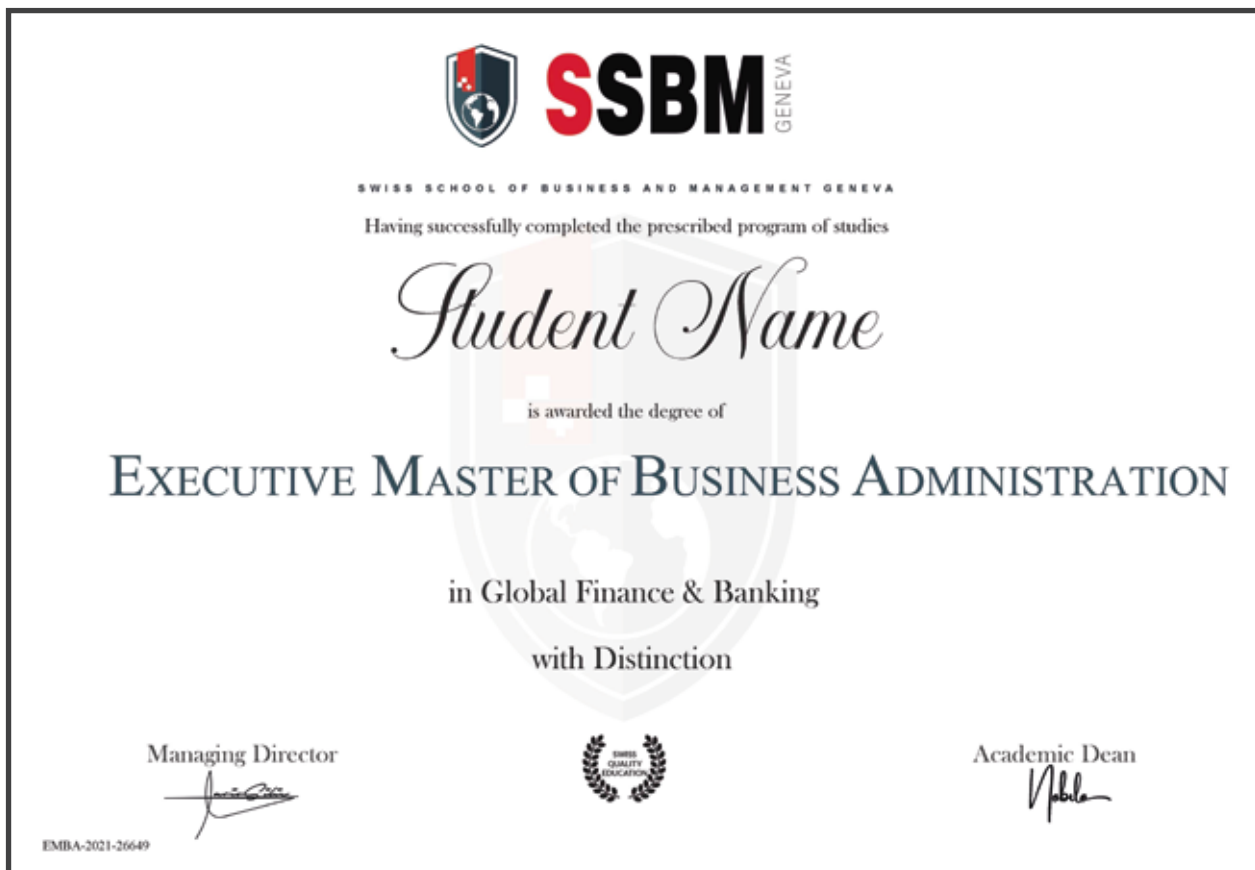 SSBM GENEVA
SWISS SCHOOL OF BUSINESS AND MANAGEMENT GENEVA
Having successfully completed the prescribed program of studies
Student Name
is awarded the degree of
EXECUTIVE MASTER OF BUSINESS ADMINISTRATION
in Global Finance & Banking
with Distinction
Managing Director
SWISS
QUALITY
EDUCATION
Academic Dean
EMBA-2021-26649